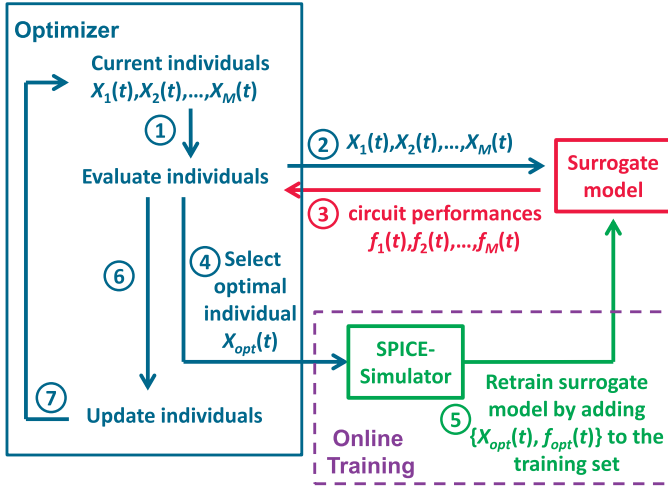 Optimizer
Current individuals
X1(t),X2(t),...,XM(t)
1
2
X1(t),X2(t),...,XM(t)
Evaluate individuals
Surrogate
model
3
circuit performances
f1(t),f2(t),...,fM(t)
4
Select
optimal
individual
Xopt(t)
6
SPICE-
Simulator
7
Update individuals
5
Retrain surrogate
model by adding
{Xopt(t), fopt(t)} to the
training set
Online
Training